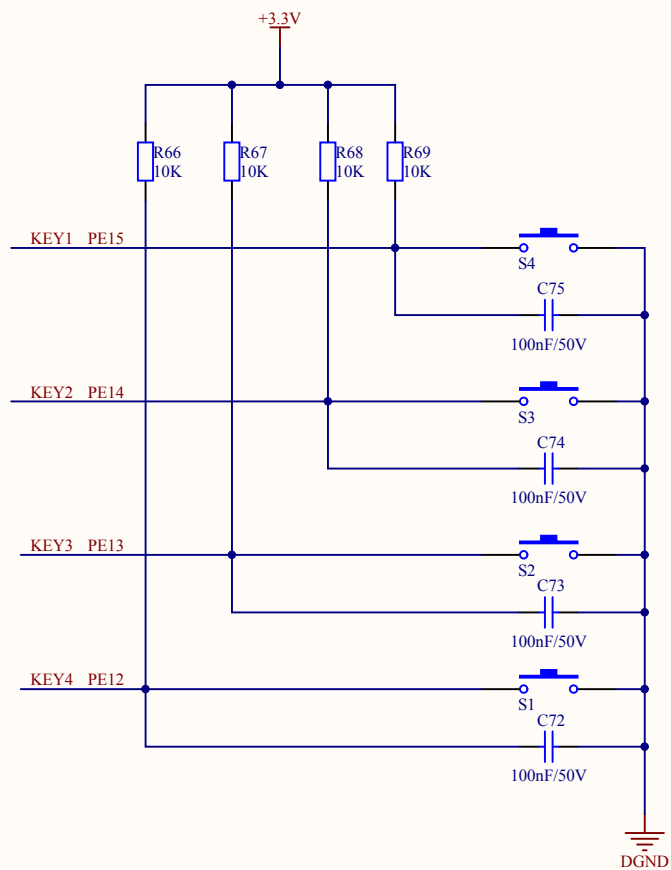 +3.3V
R66 R67 R68 R69
10K 10K 10K 10K
KEY1 PE15
S4
C75
100nF/50V
KEY2 PE14
S3
C74
100nF/50V
KEY3 PE13
S2
C73
100nF/50V
KEY4 PE12
S1
C72
100nF/50V
DGND